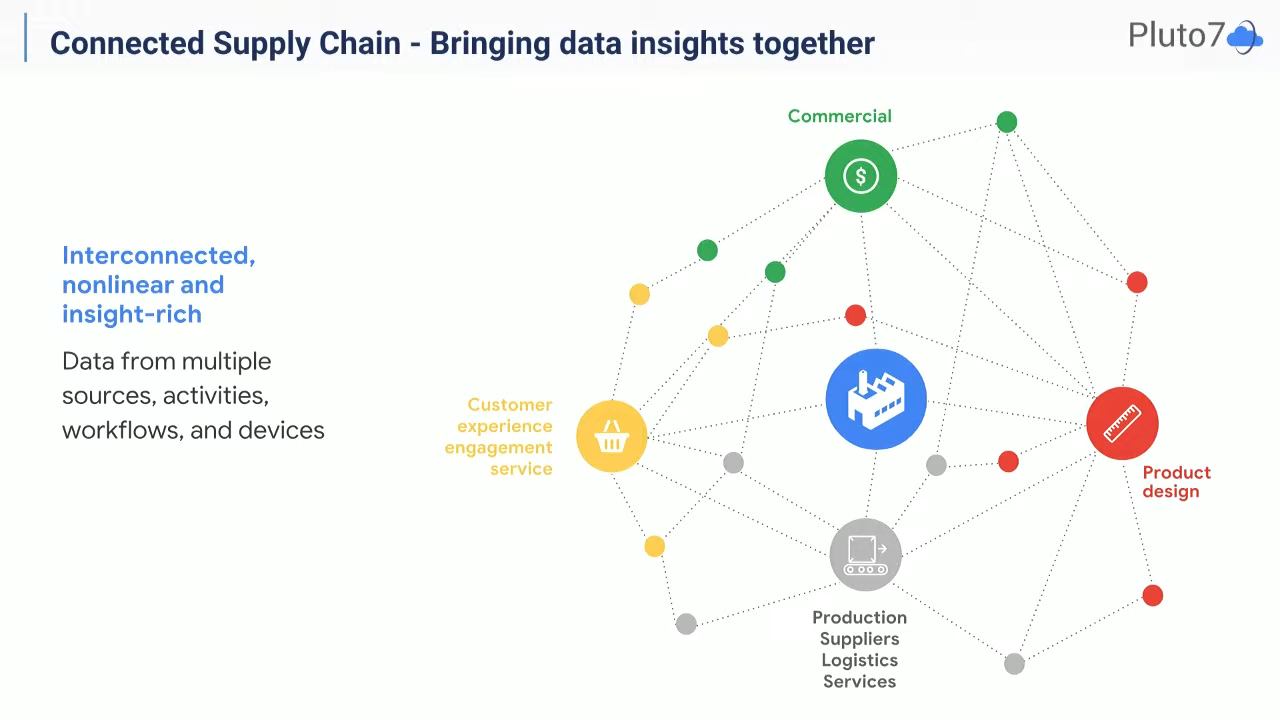 Connected Supply Chain - Bringing data insights together
Pluto7
Commercial
$
Interconnected,
nonlinear and
insight-rich
Data from multiple
sources, activities,
workflows, and devices
Customer
experience
engagement
service
Product
design
Production
Suppliers
Logistics
Services